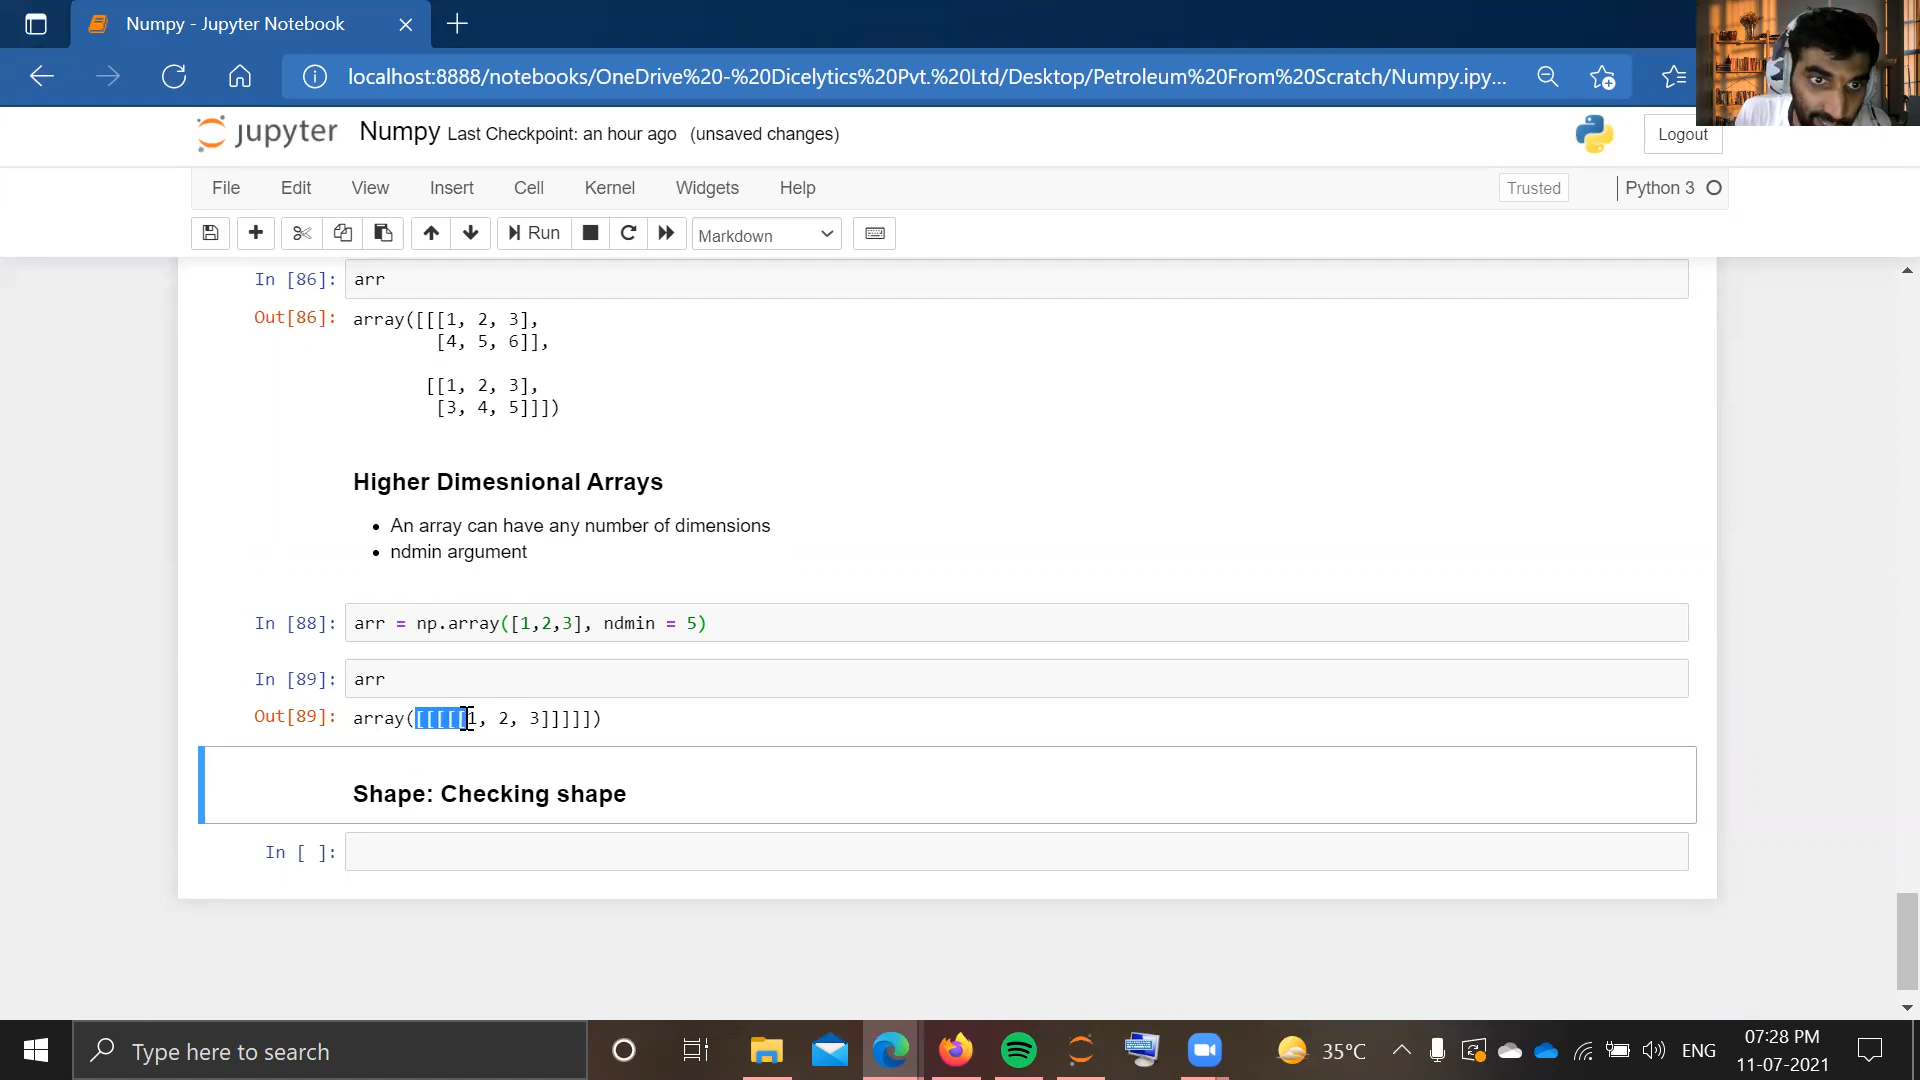 Numpy - Jupyter Notebook
localhost:8888/notebooks/OneDrive%20-%20Dicelytics%20Pvt.%20Ltd/Desktop/Petroleum%20From%20Scratch/Numpy.ipy...
jupyter Numpy Last Checkpoint: an hour ago (unsaved changes)
Logout
File Edit View Insert Cell Kernel Widgets Help
Trusted Python 3
Run Markdown
In [86]: arr
Out[86]: array([[[1, 2, 3],
[4, 5, 6]],
[[1, 2, 3],
[3, 4, 5]]])
Higher Dimesnional Arrays
• An array can have any number of dimensions
• ndmin argument
In [88]: arr = np.array([1,2,3], ndmin = 5)
In [89]: arr
Out[89]: array([[[[[1, 2, 3]]]]])
Shape: Checking shape
In [ ]:
Type here to search
35°C
ENG
07:28 PM
11-07-2021